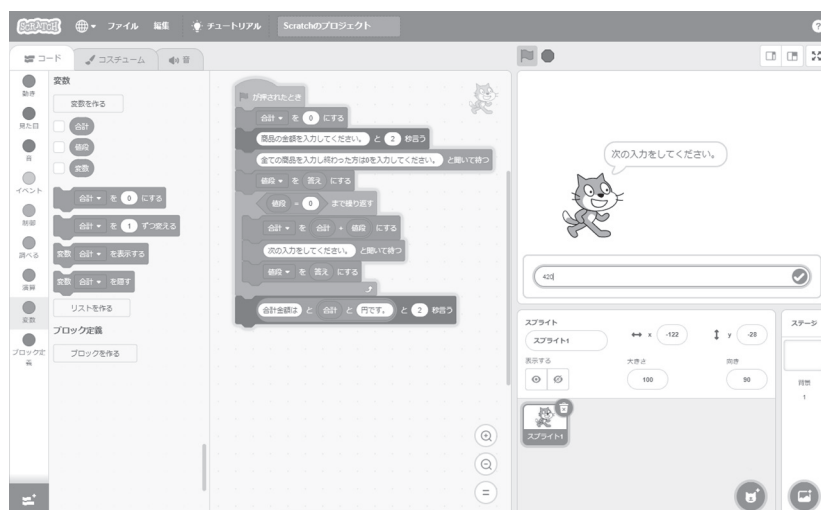 SCRATCH ファイル 編集 チュートリアル Scratchのプロジェクト ?
コード コスチューム 音
動き
見た目
音
イベント
制御
調べる
演算
変数
ブロック定義
変数
変数を作る
合計
値段
変数
合計 を 0 にする
合計 を 1 ずつ変える
変数 合計 を表示する
変数 合計 を隠す
リストを作る
ブロック定義
ブロックを作る
が押されたとき
合計 を 0 にする
商品の金額を入力してください。 と 2 秒言う
全ての商品を入力し終わった方は0を入力してください。 と聞いて待つ
値段 を 答え にする
値段 = 0 まで繰り返す
合計 を 合計 + 値段 にする
次の入力をしてください。 と聞いて待つ
値段 を 答え にする
合計金額は と 合計 と 円です。 と 2 秒言う
次の入力をしてください。
420
スプライト
スプライト1
x -122
y -28
表示する
大きさ
100
向き
90
スプライト1
ステージ
背景
1